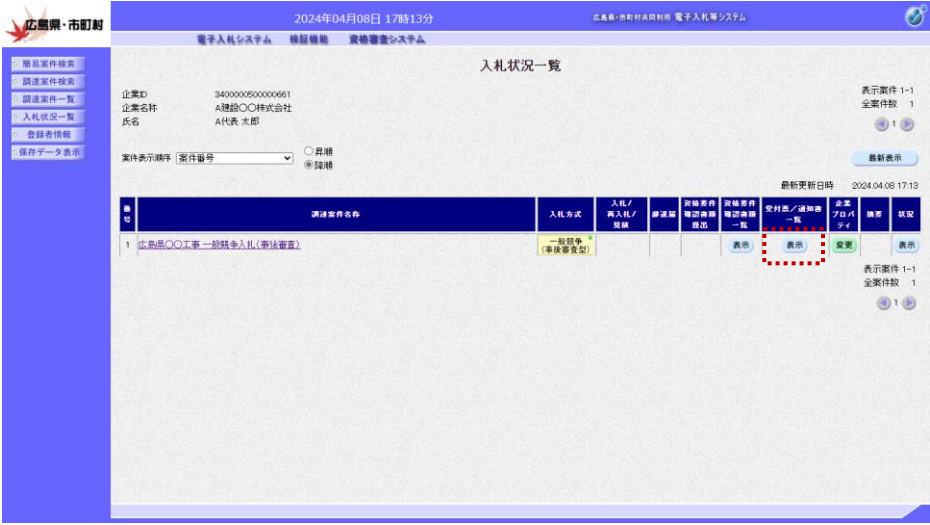 広島県・市町村
2024年04月08日 17時13分
広島県・市町村共同利用 電子入札等システム
電子入札システム 検証機能 資格審査システム
簡易案件検索
調達案件検索
調達案件一覧
入札状況一覧
登録者情報
保存データ表示
入札状況一覧
企業ID 3400000500000661
企業名称 A建設〇〇株式会社
氏名 A代表 太郎
表示案件 1-1
全案件数 1
1
案件表示順序 案件番号
昇順
降順
最新表示
最新更新日時 2024.04.08 17:13
番号 調達案件名称 入札方式 入札/再入札/見積 辞退届 資格要件確認書類提出 資格要件確認書類一覧 受付票/通知書一覧 企業プロパティ 摘要 状況
1 広島県〇〇工事 一般競争入札(事後審査) 一般競争(事後審査型) 表示 表示 変更 表示
表示案件 1-1
全案件数 1
1